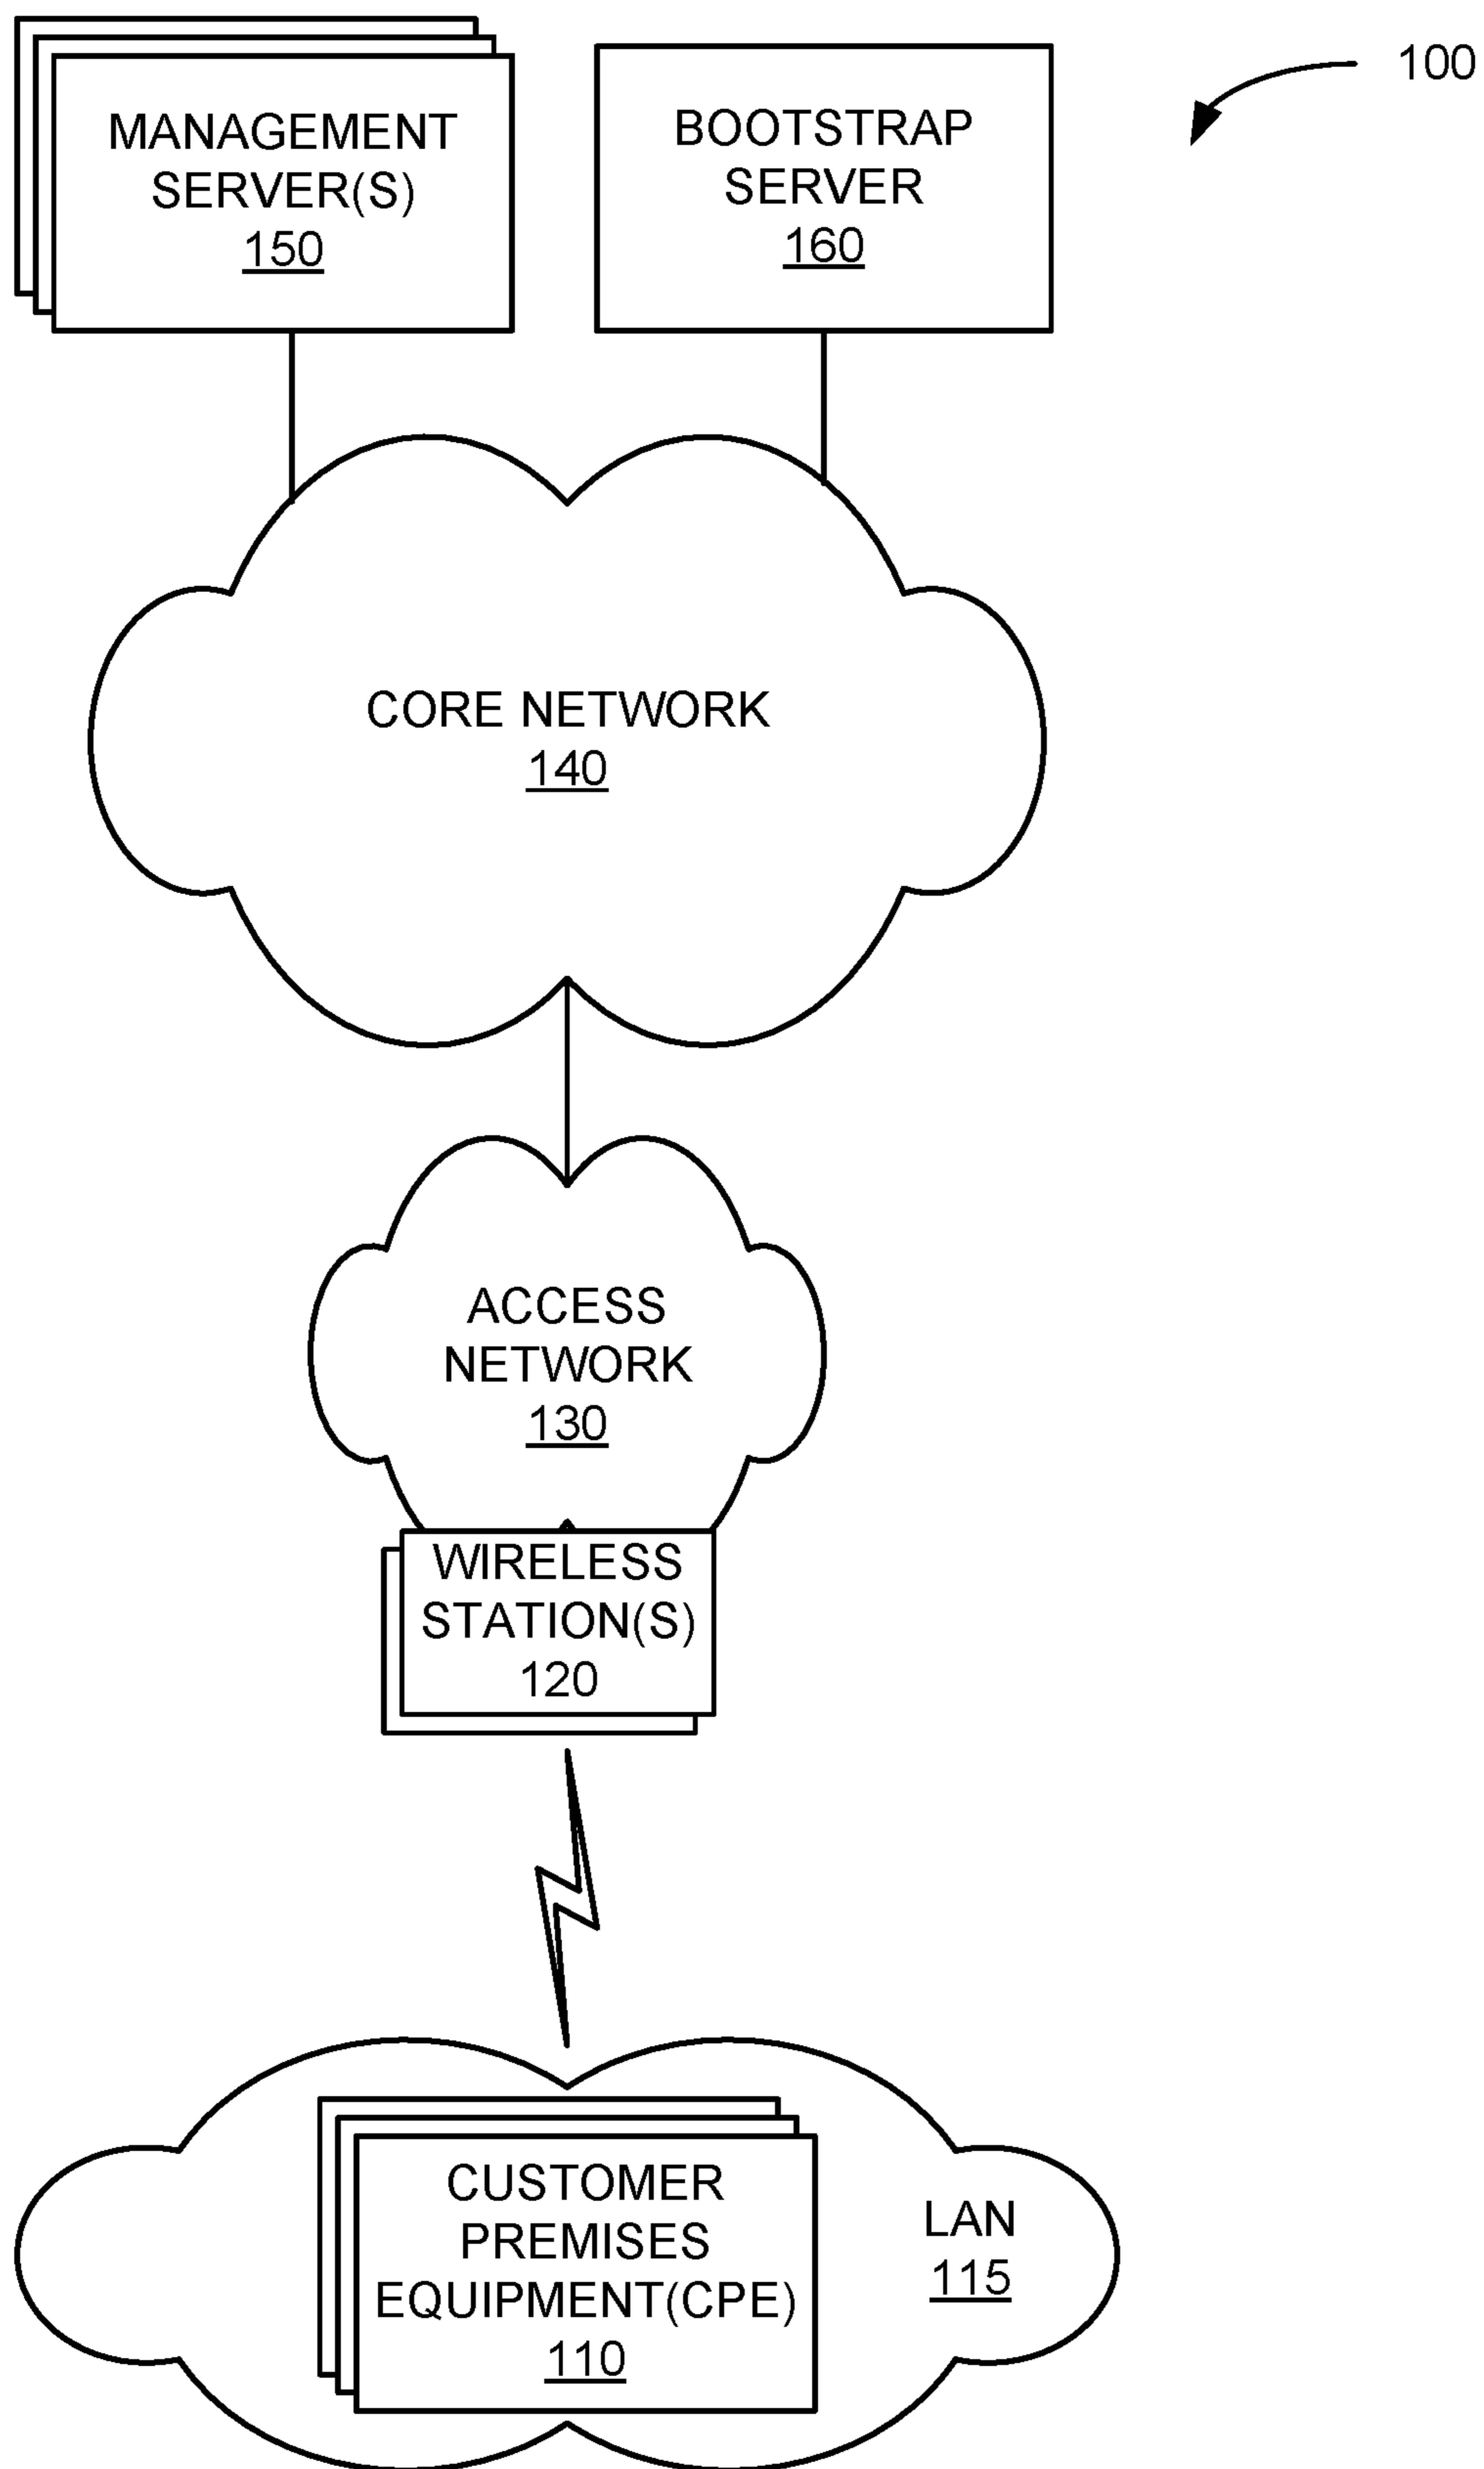 100
MANAGEMENT
SERVER(S)
150
BOOTSTRAP
SERVER
160
CORE NETWORK
140
ACCESS
NETWORK
130
WIRELESS
STATION(S)
120
CUSTOMER
PREMISES
EQUIPMENT(CPE)
110
LAN
115